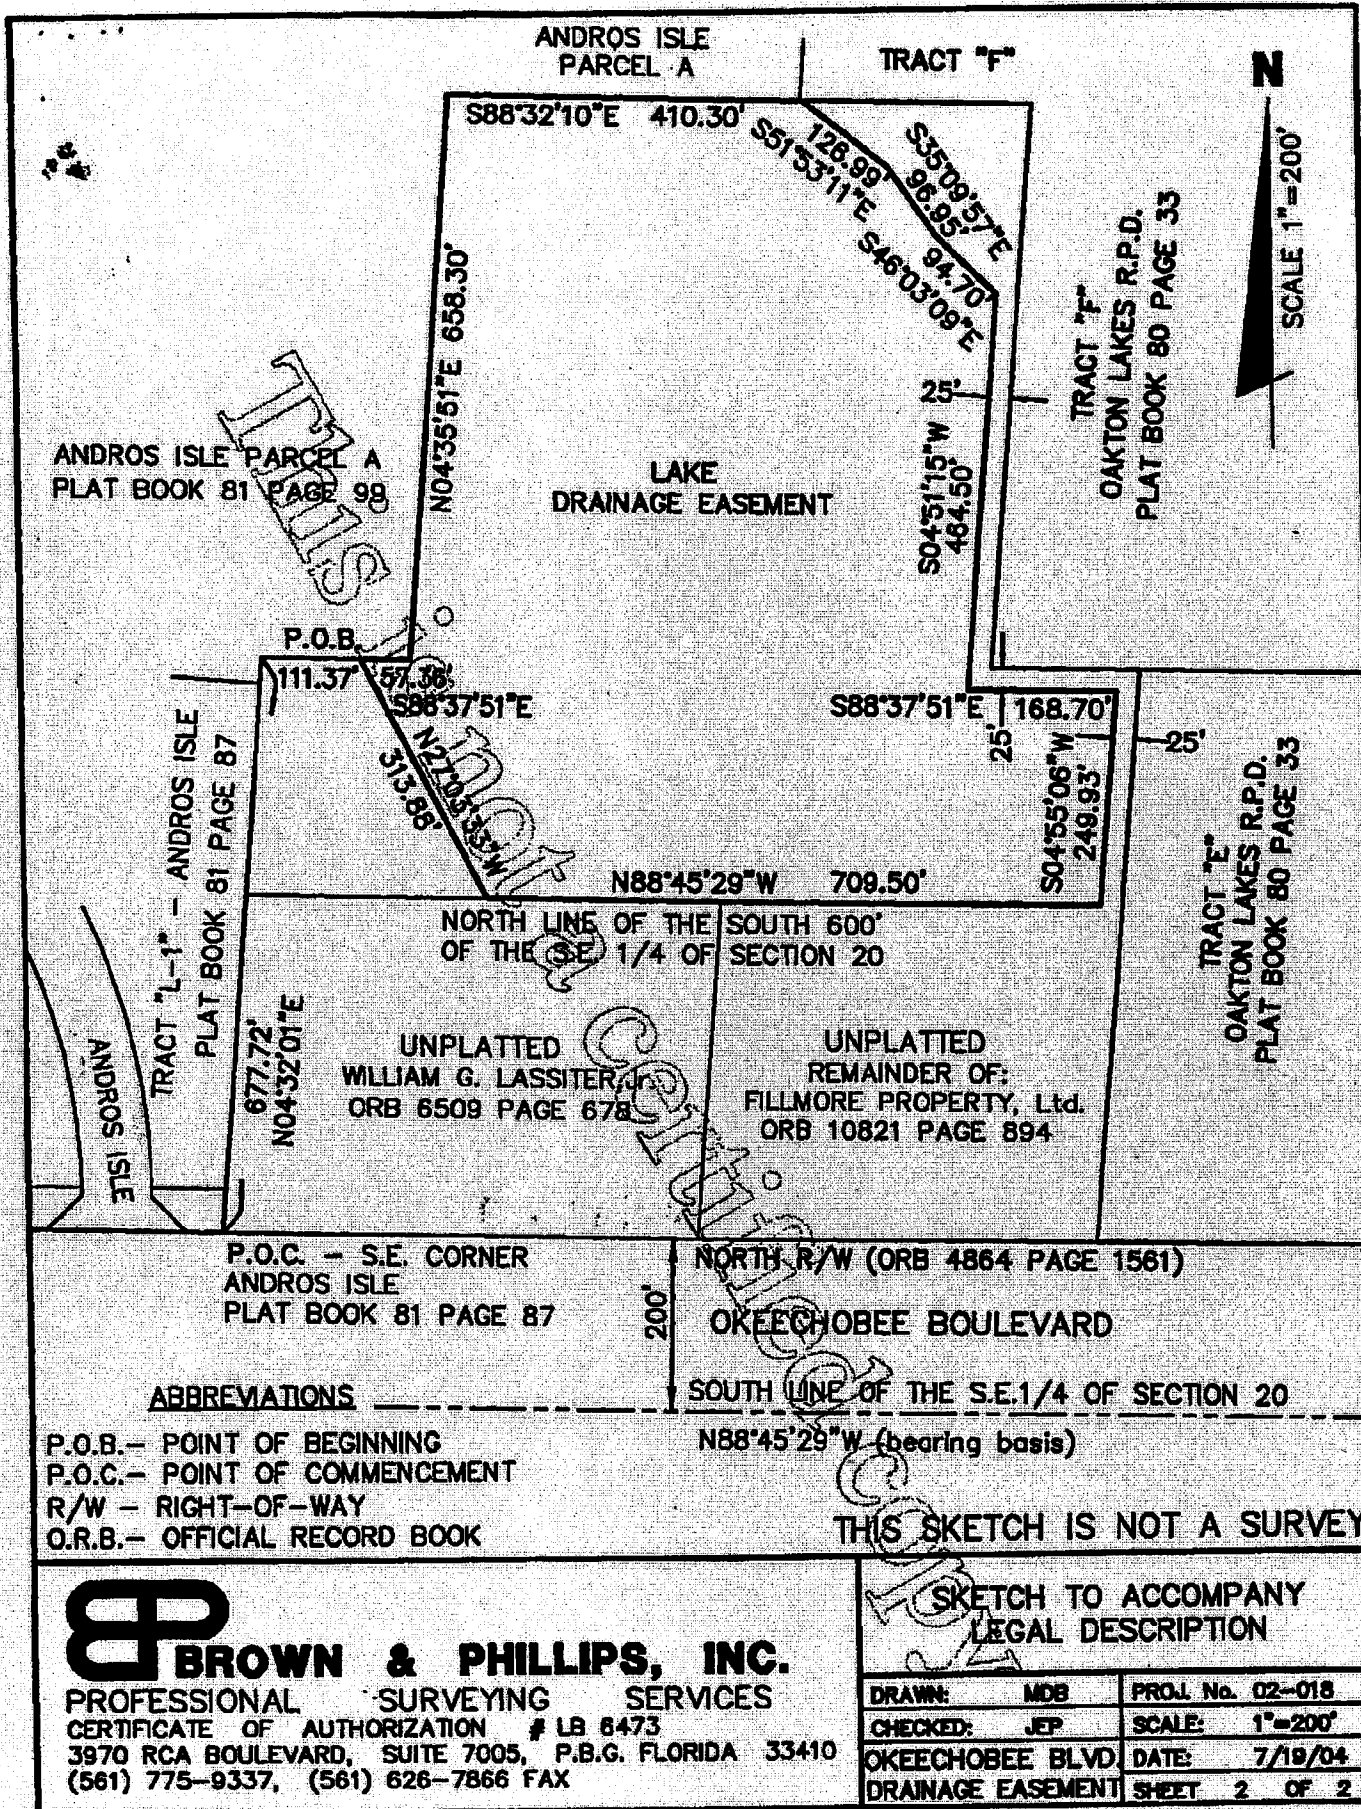 ANDROS ISLE
PARCEL A
TRACT "F"
N
SCALE 1"=200'
S88°32'10"E 410.30'
126.99'
S51°53'11"E
S35°09'57"E
96.95'
94.70'
S46°03'09"E
N04°35'51"E 658.30'
25'
TRACT "F"
OAKTON LAKES R.P.D.
PLAT BOOK 80 PAGE 33
ANDROS ISLE PARCEL A
PLAT BOOK 81 PAGE 99
LAKE
DRAINAGE EASEMENT
S04°51'15"W
464.50'
P.O.B.
111.37'
57.36'
S88°37'51"E
S88°37'51"E
168.70'
25'
25'
N27°03'33"W
313.88'
S04°55'06"W
249.93'
TRACT "L-1" - ANDROS ISLE
PLAT BOOK 81 PAGE 87
TRACT "E"
OAKTON LAKES R.P.D.
PLAT BOOK 80 PAGE 33
N88°45'29"W 709.50'
NORTH LINE OF THE SOUTH 600'
OF THE S.E. 1/4 OF SECTION 20
677.72'
N04°32'01"E
ANDROS ISLE
UNPLATTED
WILLIAM G. LASSITER, Jr.
ORB 6509 PAGE 678
UNPLATTED
REMAINDER OF:
FILLMORE PROPERTY, Ltd.
ORB 10821 PAGE 894
P.O.C. - S.E. CORNER
ANDROS ISLE
PLAT BOOK 81 PAGE 87
200'
NORTH R/W (ORB 4864 PAGE 1561)
OKEECHOBEE BOULEVARD
SOUTH LINE OF THE S.E.1/4 OF SECTION 20
N88°45'29"W (bearing basis)
ABBREVIATIONS
P.O.B.- POINT OF BEGINNING
P.O.C.- POINT OF COMMENCEMENT
R/W - RIGHT-OF-WAY
O.R.B.- OFFICIAL RECORD BOOK
THIS SKETCH IS NOT A SURVEY
This is not a certified copy
BP
BROWN & PHILLIPS, INC.
PROFESSIONAL SURVEYING SERVICES
CERTIFICATE OF AUTHORIZATION # LB 6473
3970 RCA BOULEVARD, SUITE 7005, P.B.G. FLORIDA 33410
(561) 775-9337, (561) 626-7866 FAX
SKETCH TO ACCOMPANY
LEGAL DESCRIPTION
DRAWN: MDB
PROJ. No. 02-018
CHECKED: JEP
SCALE: 1"=200'
OKEECHOBEE BLVD
DRAINAGE EASEMENT
DATE: 7/19/04
SHEET 2 OF 2